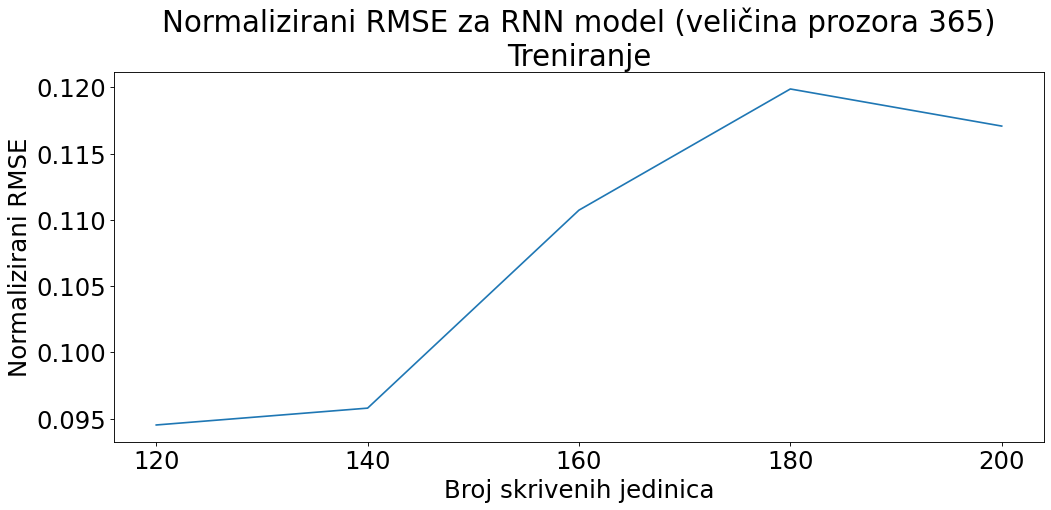 Normalizirani RMSE za RNN model (veličina prozora 365)
Treniranje
Normalizirani RMSE
0.120
0.115
0.110
0.105
0.100
0.095
120 140 160 180 200
Broj skrivenih jedinica